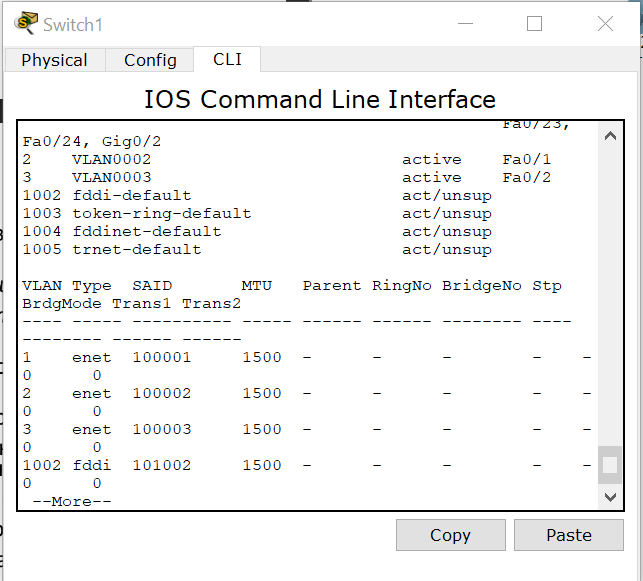 Switch1
Physical Config CLI
IOS Command Line Interface
Fa0/23,
Fa0/24, Gig0/2
2 VLAN0002 active Fa0/1
3 VLAN0003 active Fa0/2
1002 fddi-default act/unsup
1003 token-ring-default act/unsup
1004 fddinet-default act/unsup
1005 trnet-default act/unsup
VLAN Type SAID MTU Parent RingNo BridgeNo Stp
BrdgMode Trans1 Trans2
---- ----- ---------- ----- ------ ------ -------- ----
-------- ------ ------
1 enet 100001 1500 - - - - -
0 0
2 enet 100002 1500 - - - - -
0 0
3 enet 100003 1500 - - - - -
0 0
1002 fddi 101002 1500 - - - - -
0 0
--More--
Copy Paste